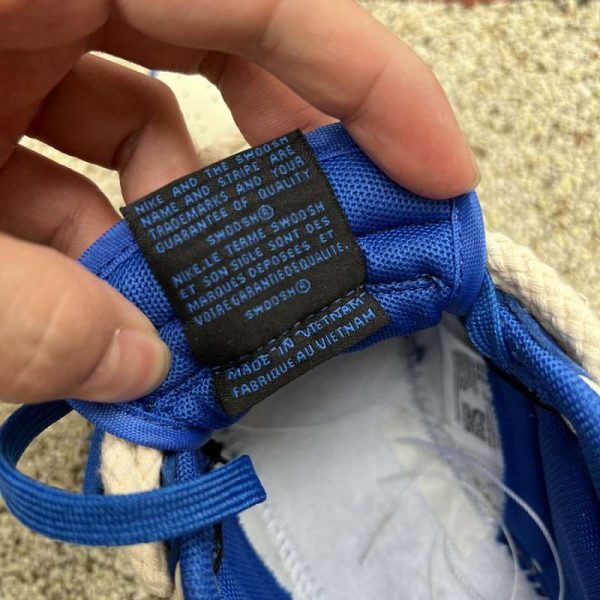 NIKE AND THE SWOOSH
NAME AND STRIPE ARE
TRADEMARKS AND YOUR
GUARANTEE OF QUALITY
SWOOSH®
NIKE.LE TERME SWOOSH
ET SON SIGLE SONT DES
MARQUES DEPOSEES ET
VOTRE GARANTIE DE QUALITE.
SWOOSH®
MADE IN VIETNAM
FABRIQUE AU VIETNAM